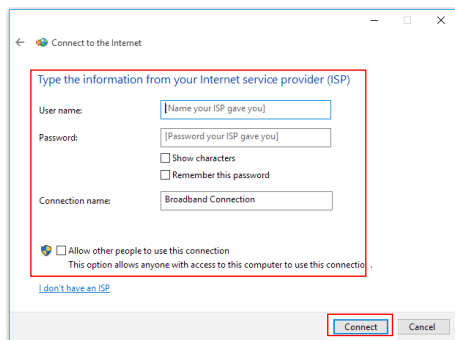 Connect to the Internet
Type the information from your Internet service provider (ISP)
User name:
[Name your ISP gave you]
Password:
[Password your ISP gave you]
Show characters
Remember this password
Connection name:
Broadband Connection
Allow other people to use this connection
This option allows anyone with access to this computer to use this connection.
I don't have an ISP
Connect
Cancel